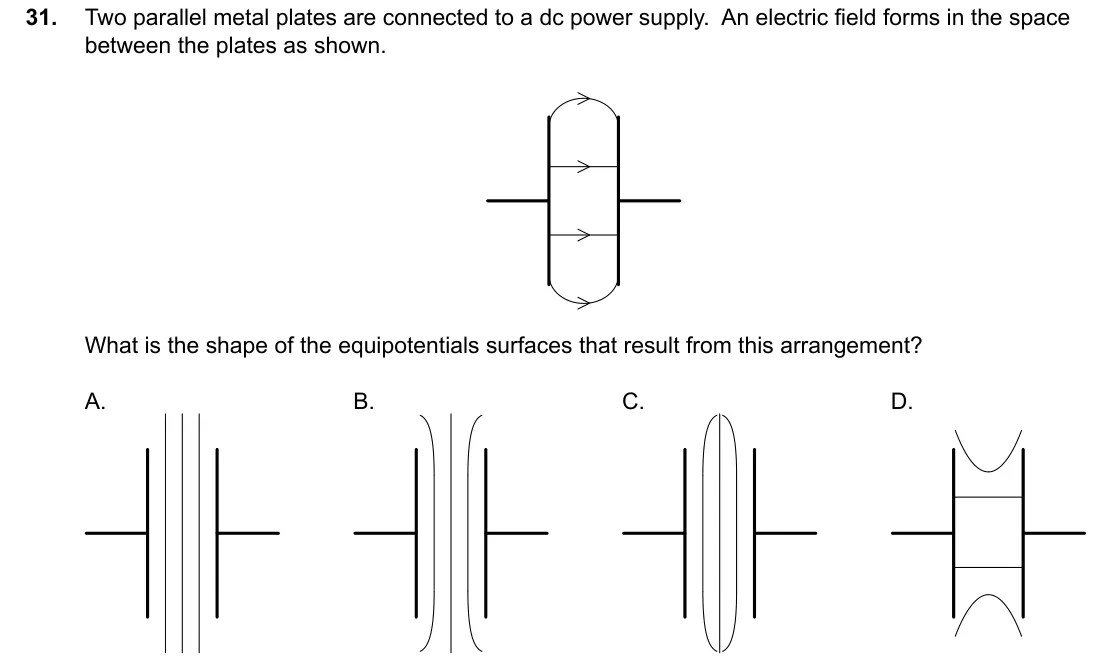 31. Two parallel metal plates are connected to a dc power supply. An electric field forms in the space
between the plates as shown.
What is the shape of the equipotentials surfaces that result from this arrangement?
A. B. C. D.